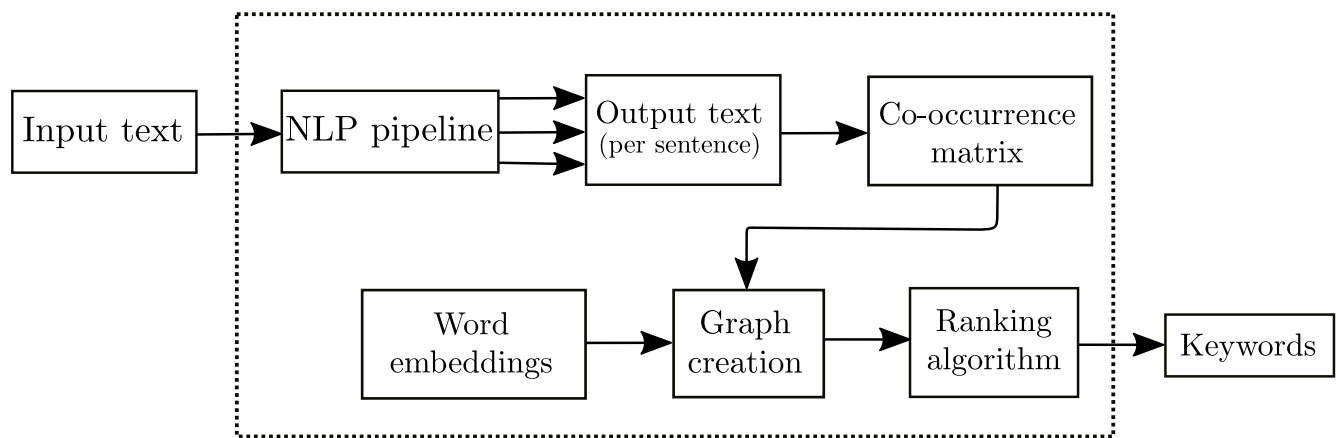 Input text
NLP pipeline
Output text
(per sentence)
Co-occurrence
matrix
Word
embeddings
Graph
creation
Ranking
algorithm
Keywords